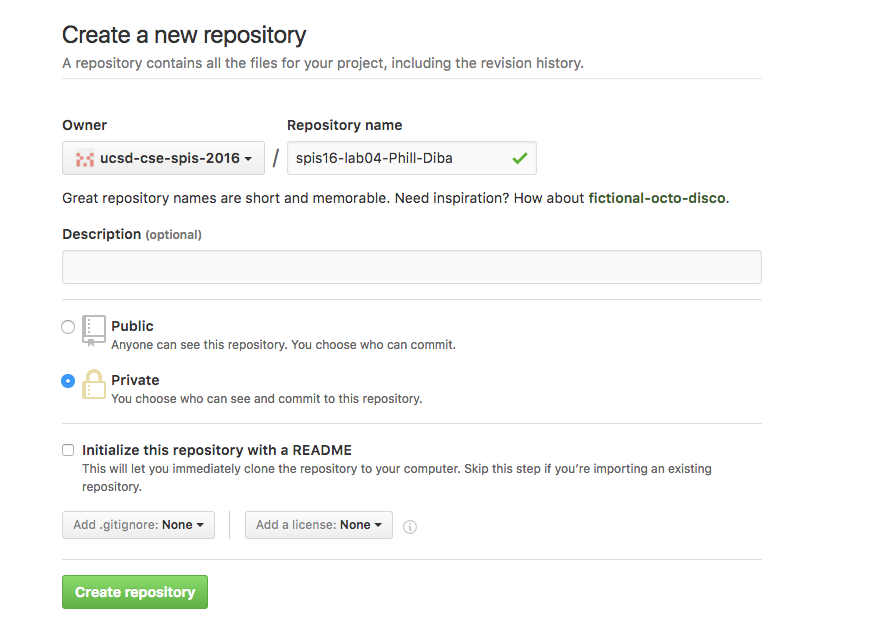 Create a new repository
A repository contains all the files for your project, including the revision history.
Owner
Repository name
ucsd-cse-spis-2016 / spis16-lab04-Phill-Diba
Great repository names are short and memorable. Need inspiration? How about fictional-octo-disco.
Description (optional)
Public
Anyone can see this repository. You choose who can commit.
Private
You choose who can see and commit to this repository.
Initialize this repository with a README
This will let you immediately clone the repository to your computer. Skip this step if you’re importing an existing
repository.
Add .gitignore: None
Add a license: None
Create repository